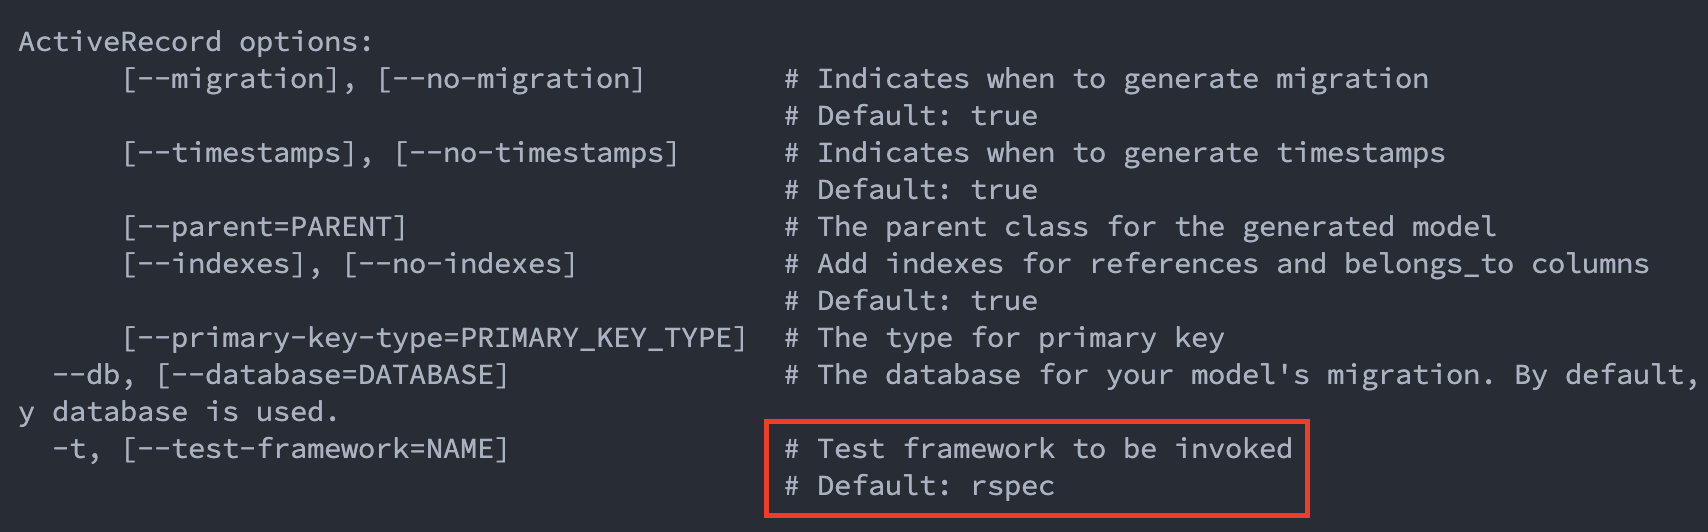 ActiveRecord options:
[--migration], [--no-migration] # Indicates when to generate migration
# Default: true
[--timestamps], [--no-timestamps] # Indicates when to generate timestamps
# Default: true
[--parent=PARENT] # The parent class for the generated model
[--indexes], [--no-indexes] # Add indexes for references and belongs_to columns
# Default: true
[--primary-key-type=PRIMARY_KEY_TYPE] # The type for primary key
--db, [--database=DATABASE] # The database for your model's migration. By default,
y database is used.
-t, [--test-framework=NAME] # Test framework to be invoked
# Default: rspec